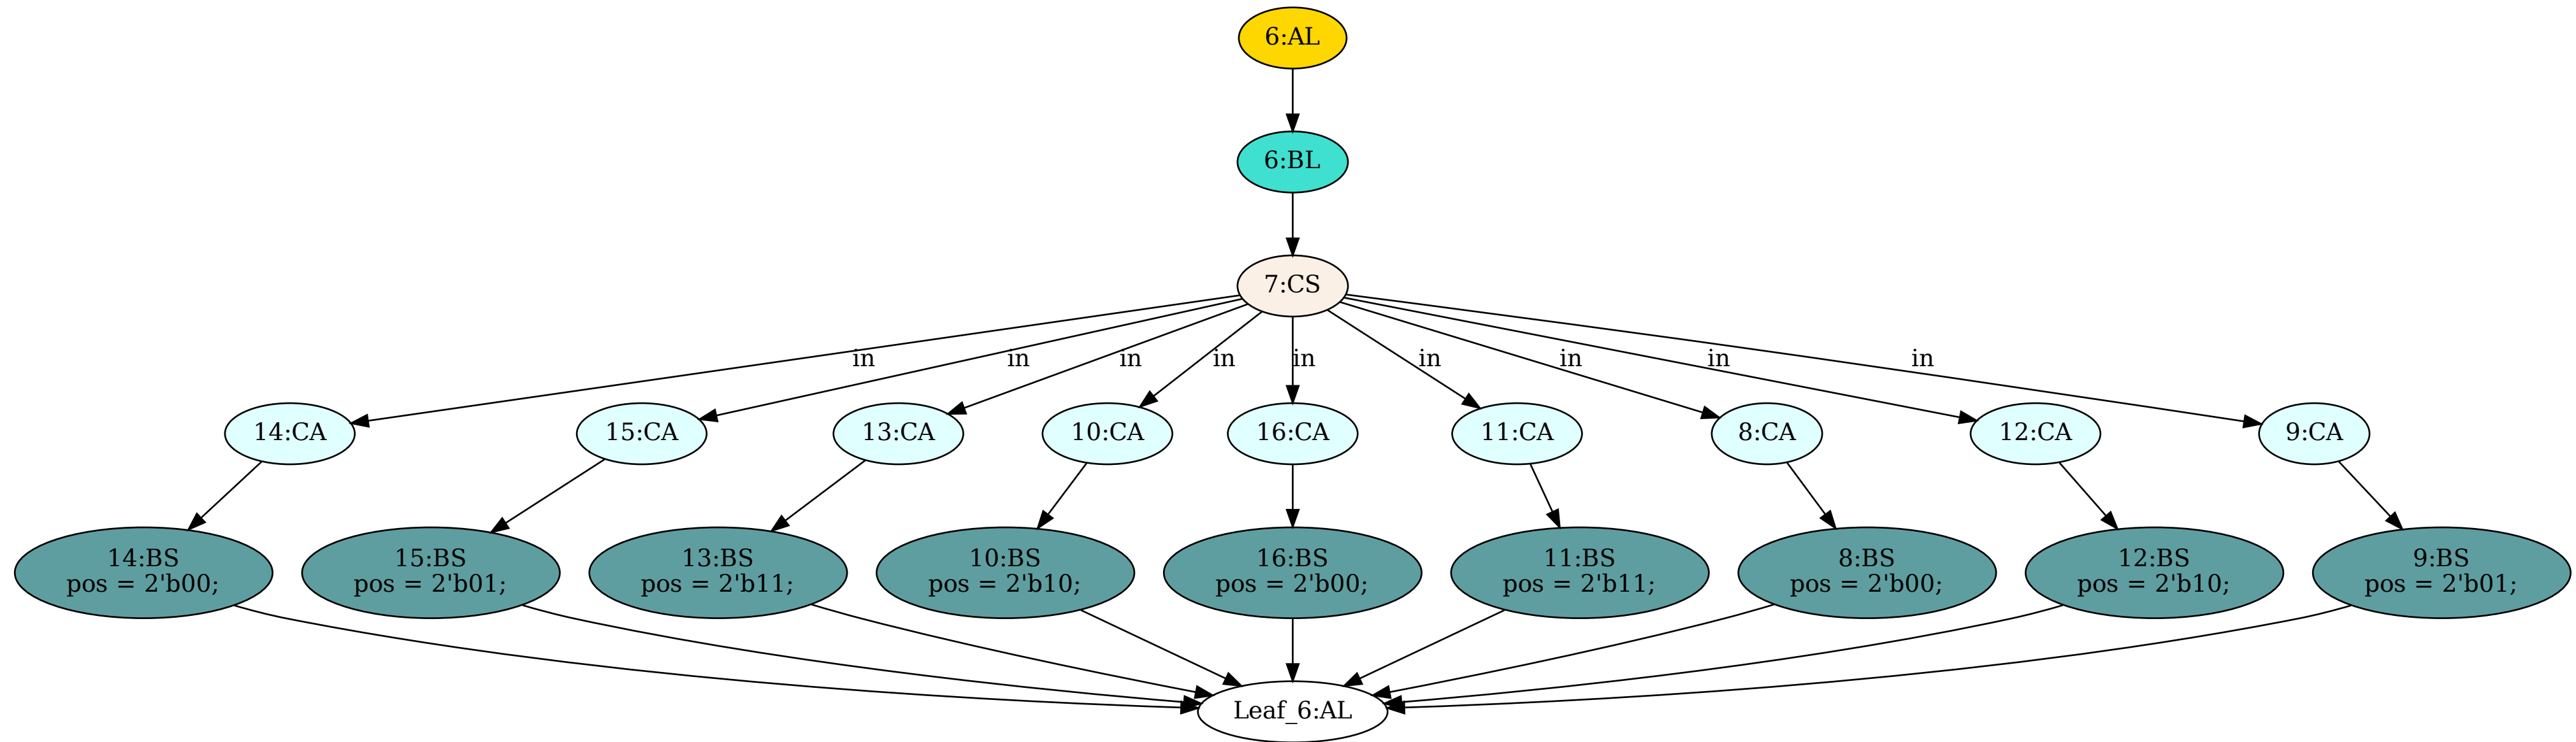 6:AL
6:BL
7:CS
in
in
in
in
in
in
in
in
in
14:CA
15:CA
13:CA
10:CA
16:CA
11:CA
8:CA
12:CA
9:CA
14:BS
pos = 2'b00;
15:BS
pos = 2'b01;
13:BS
pos = 2'b11;
10:BS
pos = 2'b10;
16:BS
pos = 2'b00;
11:BS
pos = 2'b11;
8:BS
pos = 2'b00;
12:BS
pos = 2'b10;
9:BS
pos = 2'b01;
Leaf_6:AL